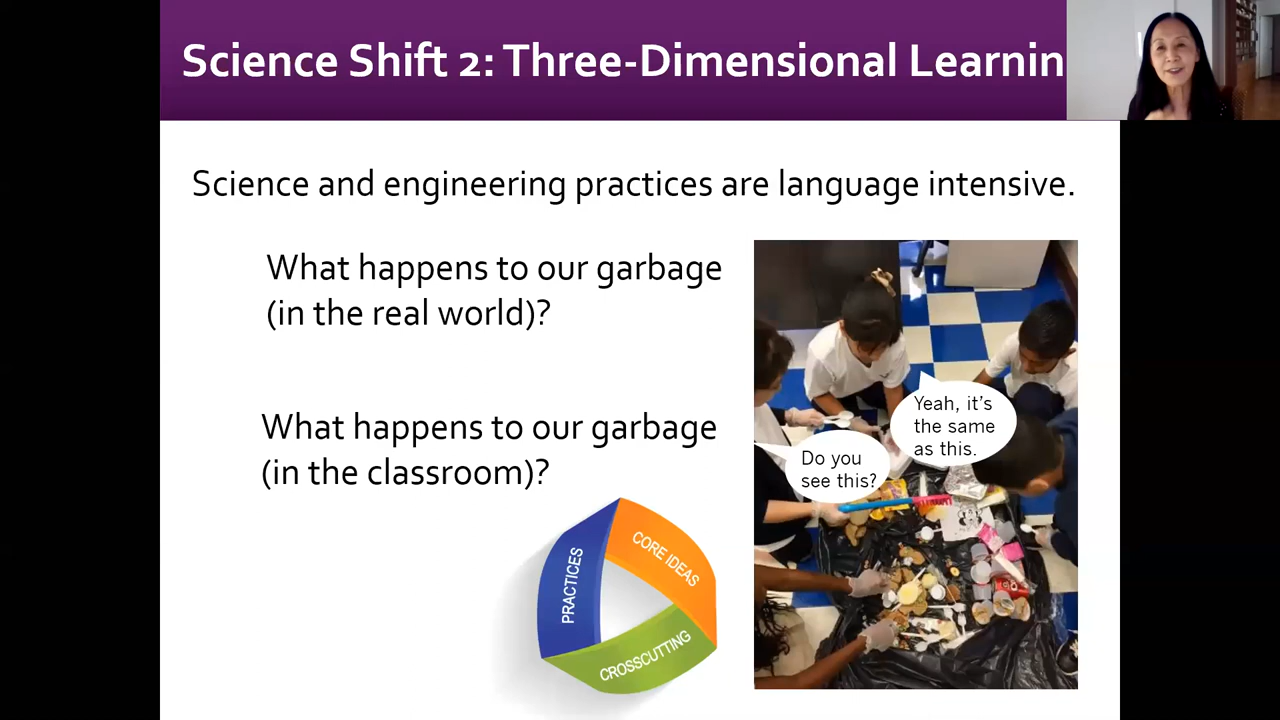 Science Shift 2: Three-Dimensional Learnin
Science and engineering practices are language intensive.
What happens to our garbage
(in the real world)?
What happens to our garbage
(in the classroom)?
Yeah, it's
the same
as this.
Do you
see this?
PRACTICES
CORE IDEAS
CROSSCUTTING